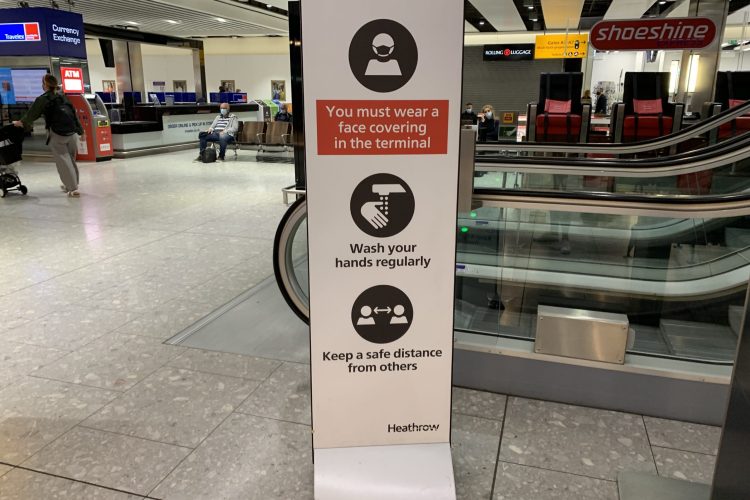 Travelex
Currency
Exchange
ATM
ROLLING LUGGAGE
shoeshine
You must wear a
face covering
in the terminal
Wash your
hands regularly
Keep a safe distance
from others
Heathrow